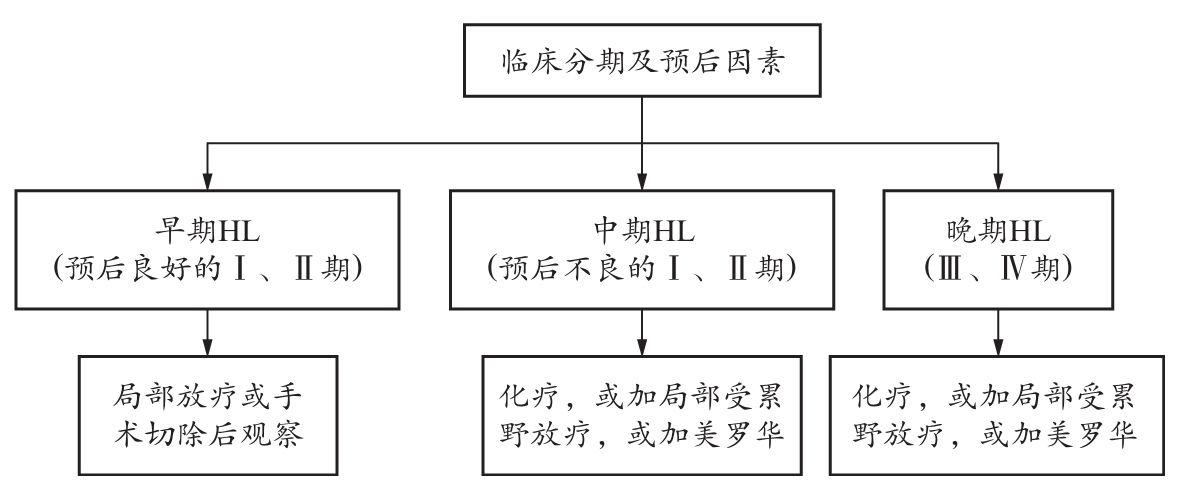 临床分期及预后因素
早期HL
(预后良好的Ⅰ、Ⅱ期)
中期HL
(预后不良的Ⅰ、Ⅱ期)
晚期HL
(Ⅲ、Ⅳ期)
局部放疗或手
术切除后观察
化疗，或加局部受累
野放疗，或加美罗华
化疗，或加局部受累
野放疗，或加美罗华